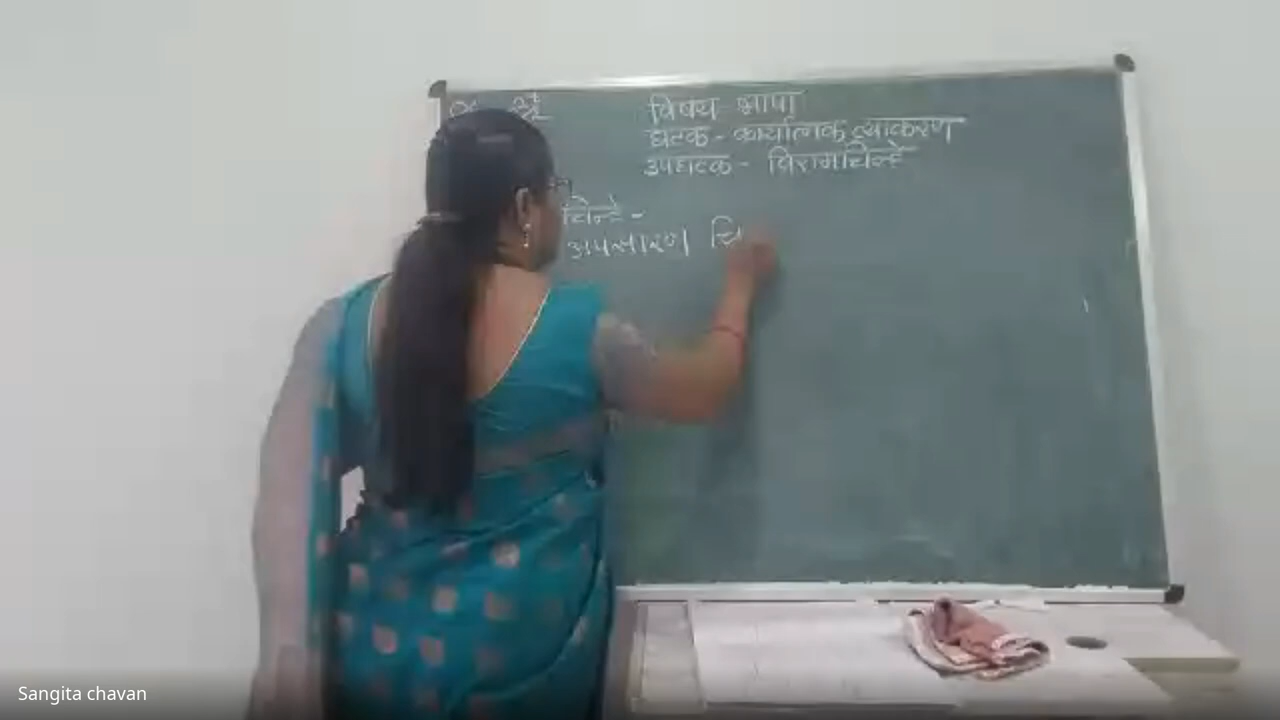 विषय - भाषा
घटक - कार्यात्मक व्याकरण
उपघटक - विरामचिन्हे
चिन्हे -
अपसारण चि
Sangita chavan